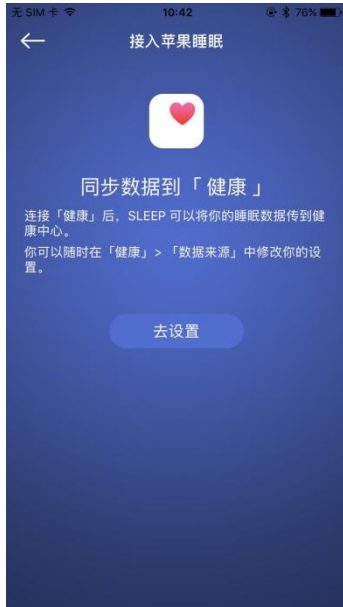 无 SIM 卡 10:42 76%
接入苹果睡眠
同步数据到「 健康 」
连接「健康」后，SLEEP 可以将你的睡眠数据传到健
康中心。
你可以随时在「健康」>「数据来源」中修改你的设
置。
去设置